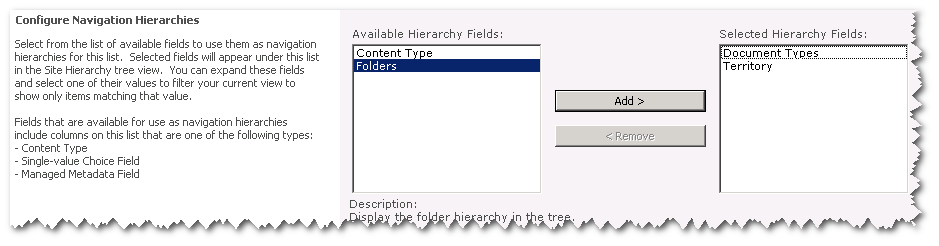 Configure Navigation Hierarchies
Select from the list of available fields to use them as navigation
hierarchies for this list. Selected fields will appear under this list
in the Site Hierarchy tree view. You can expand these fields
and select one of their values to filter your current view to
show only items matching that value.
Fields that are available for use as navigation hierarchies
include columns on this list that are one of the following types:
- Content Type
- Single-value Choice Field
- Managed Metadata Field
Available Hierarchy Fields:
Content Type
Folders
Add >
< Remove
Selected Hierarchy Fields:
Document Types
Territory
Description:
Display the folder hierarchy in the tree.